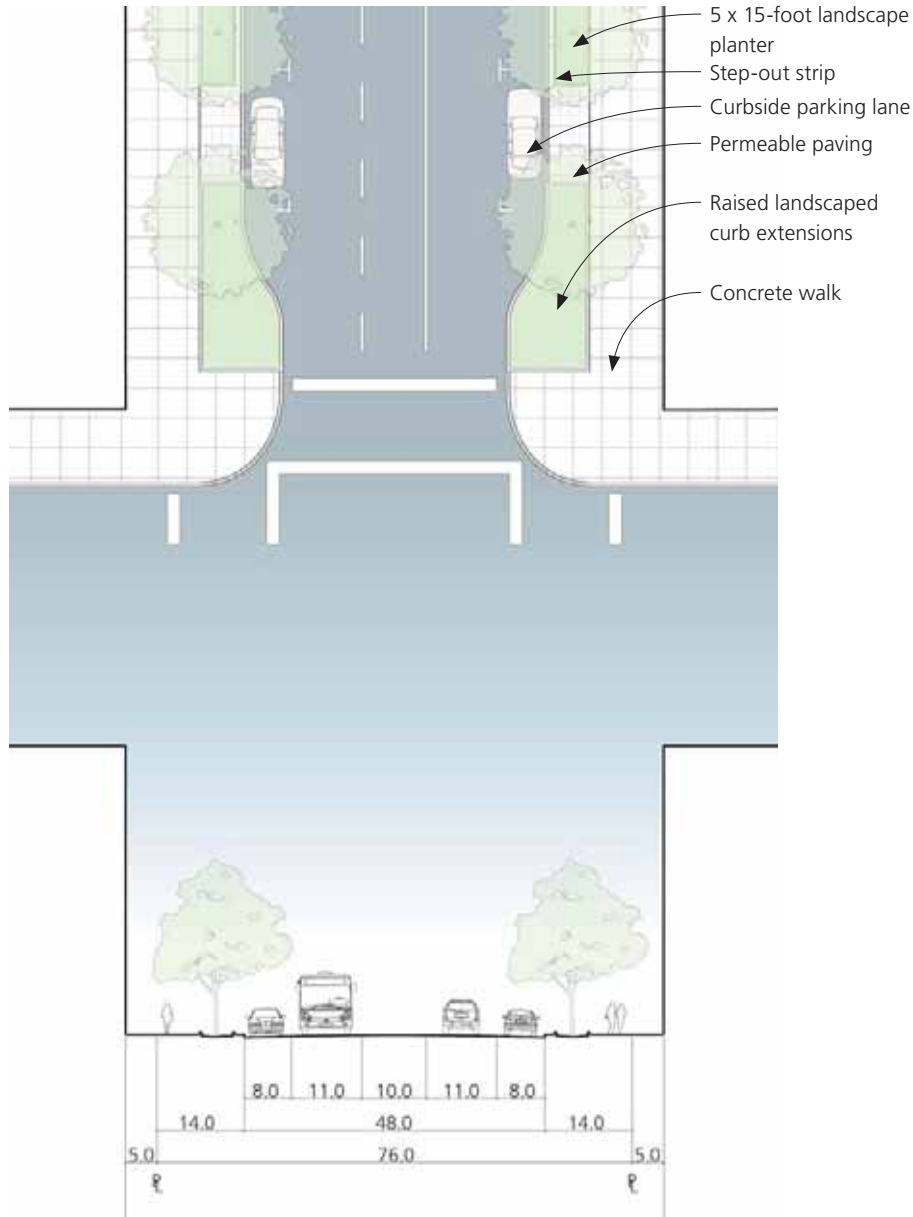 5 x 15-foot landscape
planter
Step-out strip
Curbside parking lane
Permeable paving
Raised landscaped
curb extensions
Concrete walk
8.0 11.0 10.0 11.0 8.0
14.0 48.0 14.0
5.0 76.0 5.0
℄ ℄